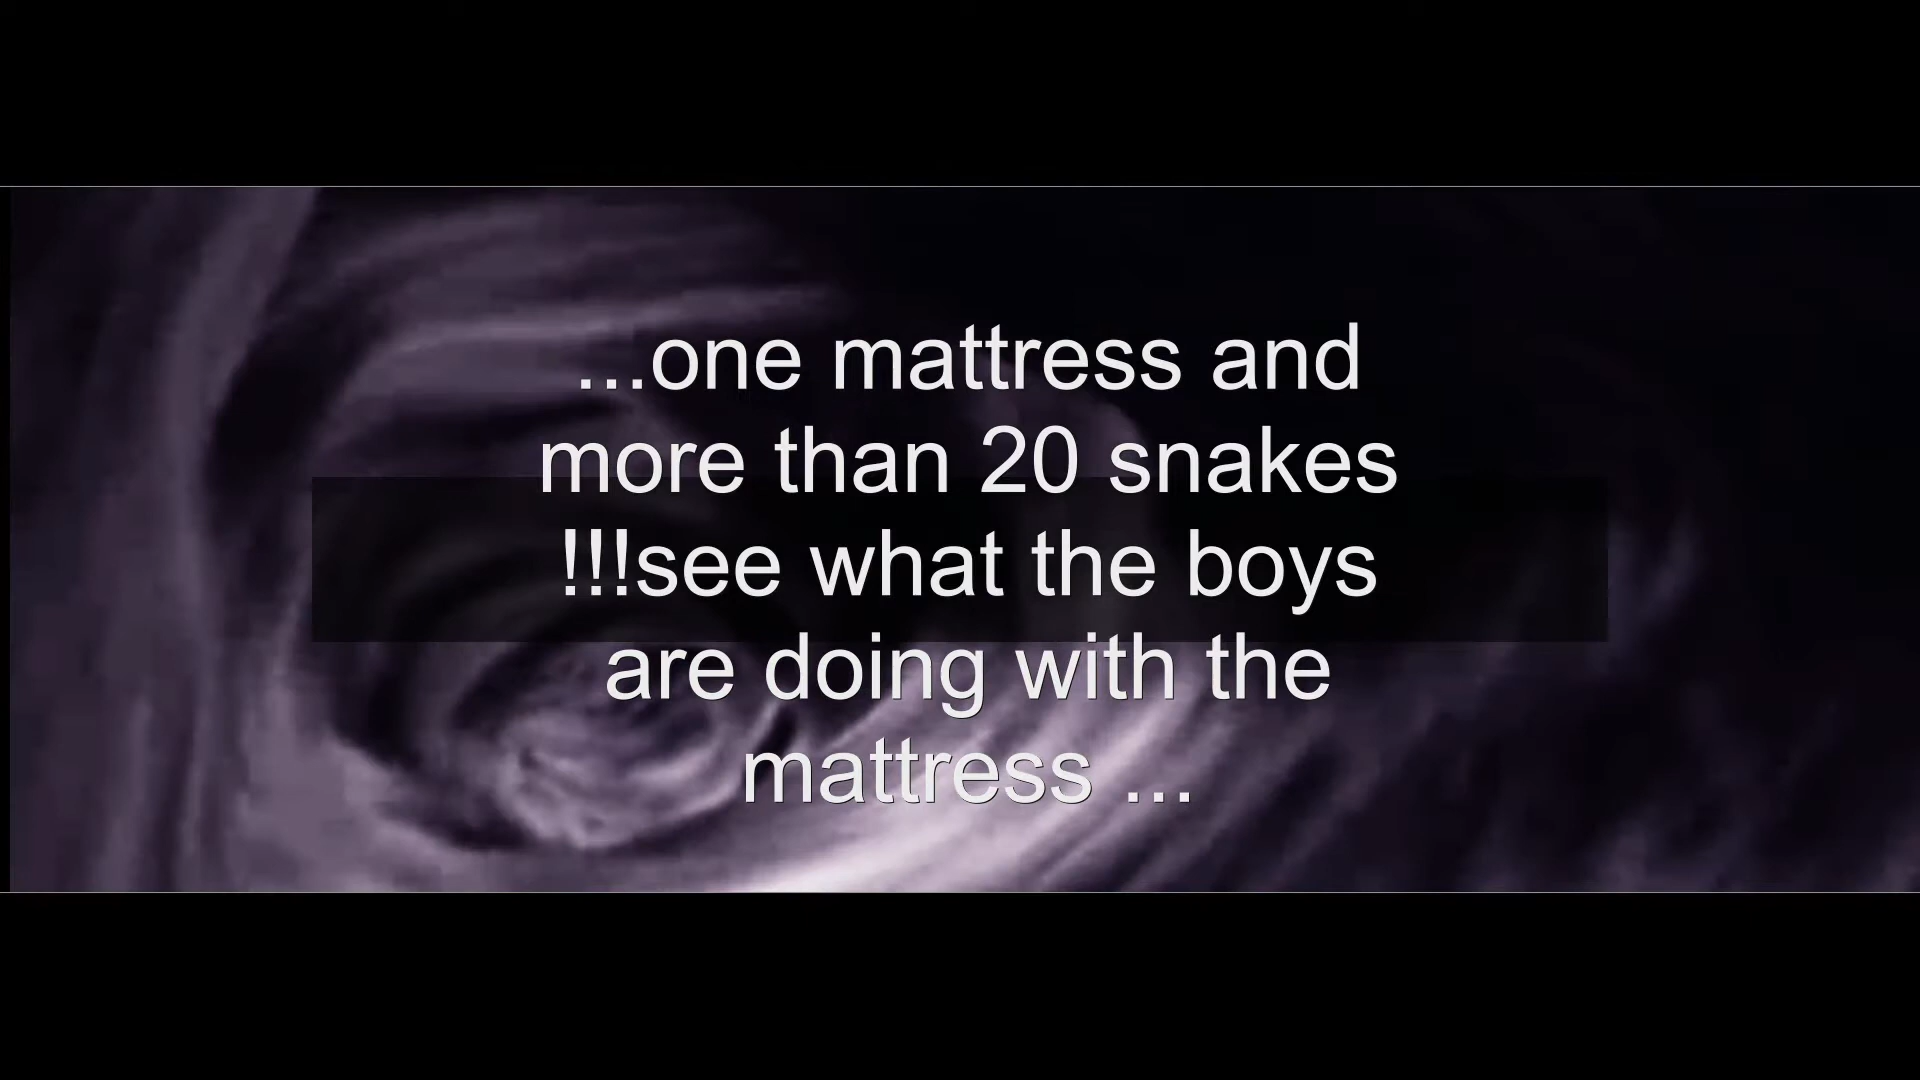 ...one mattress and
more than 20 snakes
!!!see what the boys
are doing with the
mattress ...